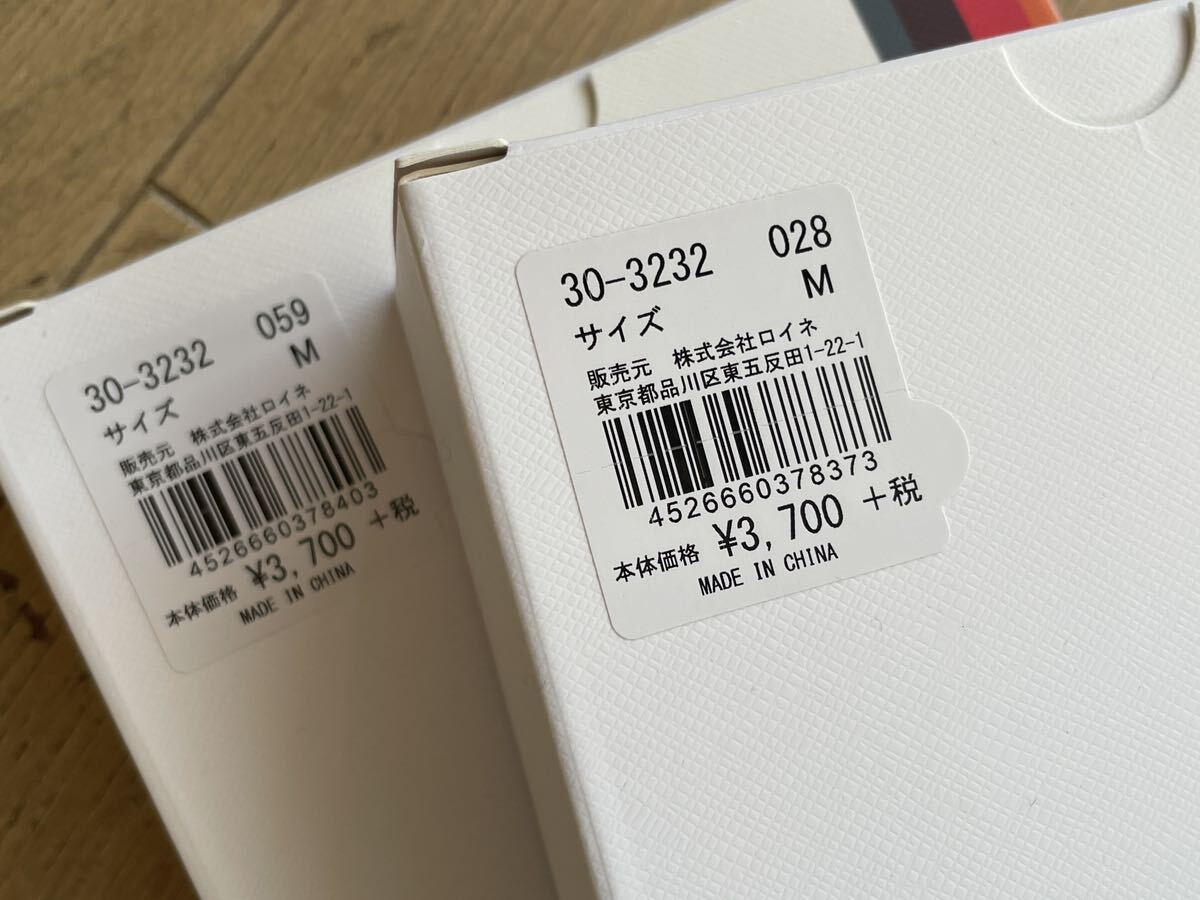 30-3232 059
サイズ M
販売元 株式会社ロイネ
東京都品川区東五反田1-22-1
4526660378403
本体価格 ¥3,700 +税
MADE IN CHINA
30-3232 028
サイズ M
販売元 株式会社ロイネ
東京都品川区東五反田1-22-1
4526660378373
本体価格 ¥3,700 +税
MADE IN CHINA